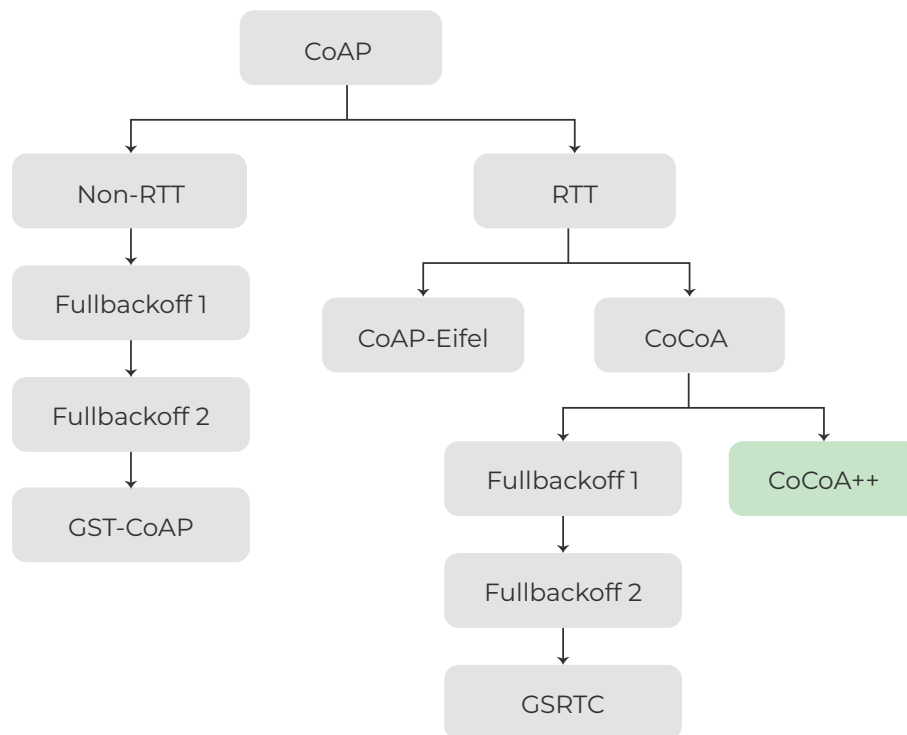 CoAP
Non-RTT
RTT
Fullbackoff 1
CoAP-Eifel
CoCoA
Fullbackoff 2
Fullbackoff 1
CoCoA++
GST-CoAP
Fullbackoff 2
GSRTC